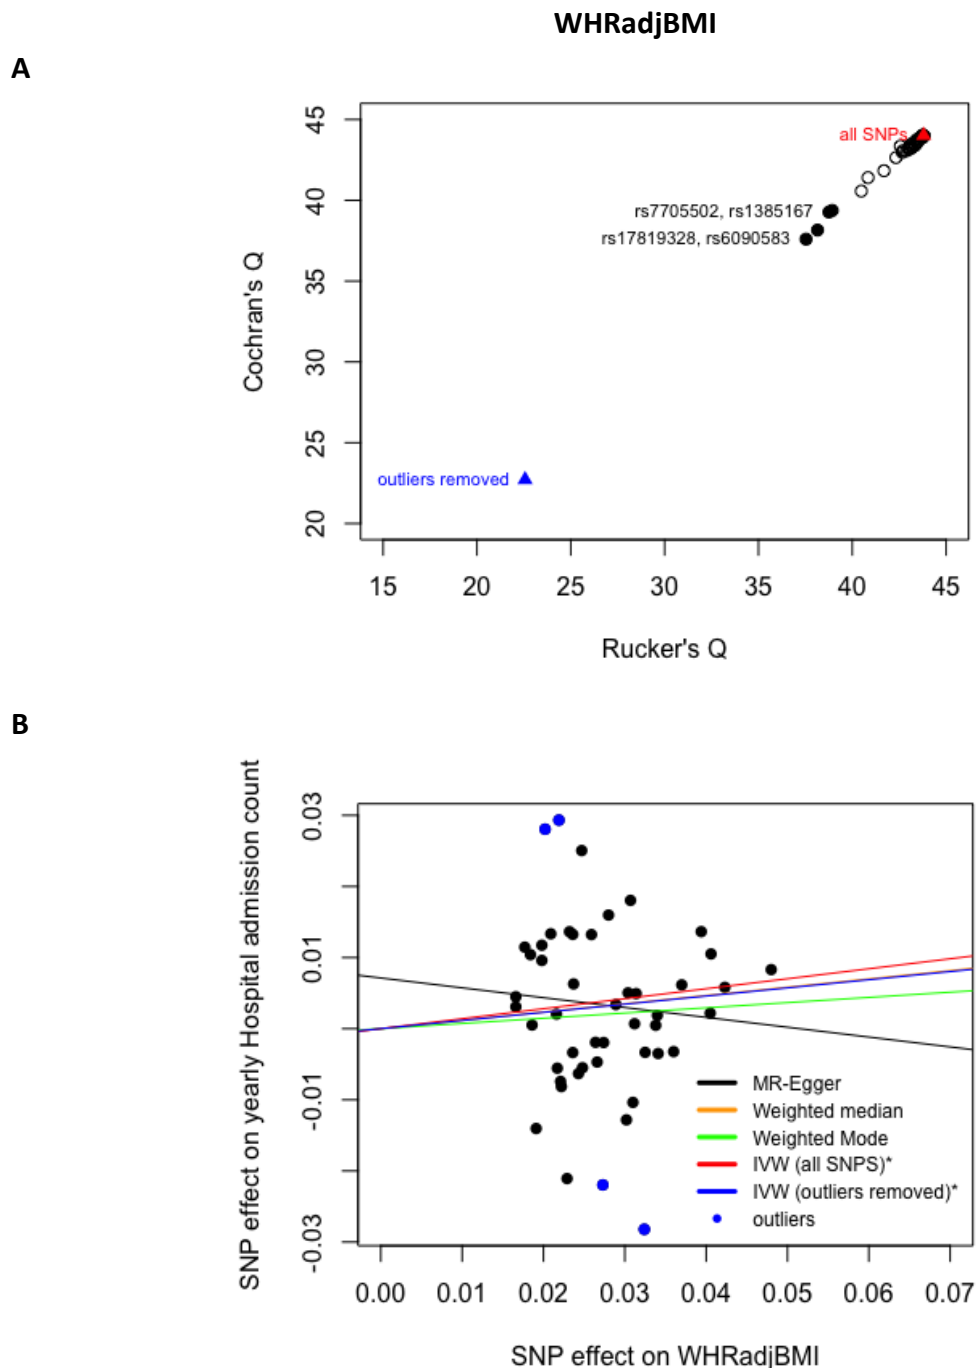 WHRadjBMI
A
Cochran's Q
45
40
35
30
25
20
all SNPs
rs7705502, rs1385167
rs17819328, rs6090583
outliers removed
15 20 25 30 35 40 45
Rucker's Q
B
SNP effect on yearly Hospital admission count
0.03
0.01
-0.01
-0.03
MR-Egger
Weighted median
Weighted Mode
IVW (all SNPS)*
IVW (outliers removed)*
outliers
0.00 0.01 0.02 0.03 0.04 0.05 0.06 0.07
SNP effect on WHRadjBMI